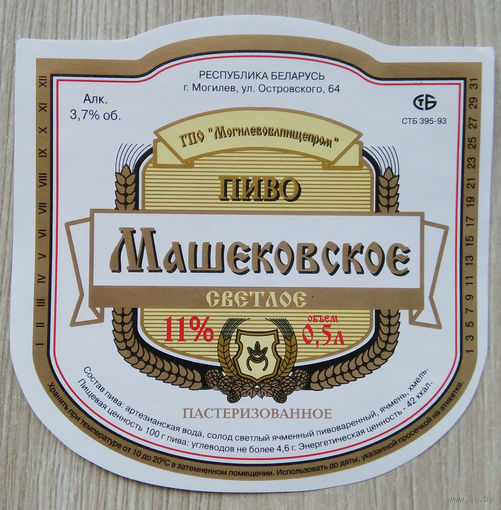 РЕСПУБЛИКА БЕЛАРУСЬ
г. Могилев, ул. Островского, 64
Алк.
3,7% об.
СТБ
СТБ 395-93
ГПО "Могилевоблпищепром"
ПИВО
Машековское
СВЕТЛОЕ
11%
ОБЪЕМ
0,5л
ПАСТЕРИЗОВАННОЕ
Состав пива: артезианская вода, солод светлый ячменный пивоваренный, ячмень, хмель.
Пищевая ценность 100 г пива: углеводов не более 4,6 г. Энергетическая ценность - 42 ккал.
Хранить при температуре от 10 до 20°С в затемненном помещении. Использовать до даты, указанной просечкой на этикетке.
I II III IV V VI VII VIII IX X XI XII
1 3 5 7 9 11 13 15 17 19 21 23 25 27 29 31
www.ay.by